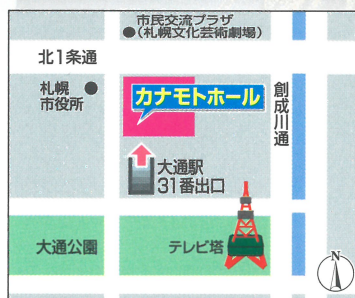 市民交流プラザ
●(札幌文化芸術劇場)
北1条通
札幌
市役所
カナモトホール
創成川通
大通駅
31番出口
大通公園
テレビ塔
N